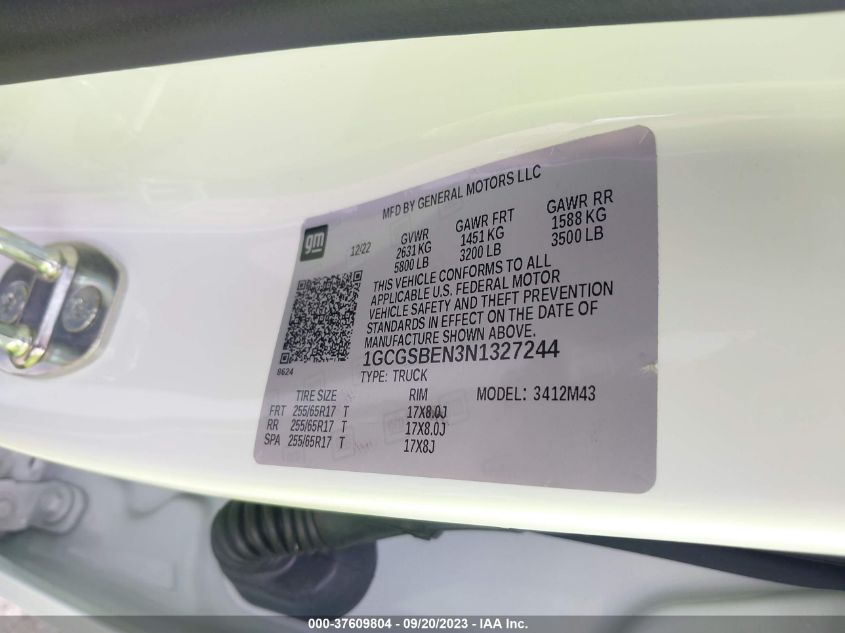 MFD BY GENERAL MOTORS LLC
gm
12/22 GVWR GAWR FRT GAWR RR
2631 KG 1451 KG 1588 KG
5800 LB 3200 LB 3500 LB
THIS VEHICLE CONFORMS TO ALL
APPLICABLE U.S. FEDERAL MOTOR
VEHICLE SAFETY AND THEFT PREVENTION
STANDARDS IN EFFECT ON THE DATE OF
MANUFACTURE SHOWN ABOVE.
8624
1GCGSBEN3N1327244
TYPE: TRUCK
TIRE SIZE RIM MODEL: 3412M43
FRT 255/65R17 T 17X8.0J
RR 255/65R17 T 17X8.0J
SPA 255/65R17 T 17X8J
000-37609804 - 09/20/2023 - IAA Inc.